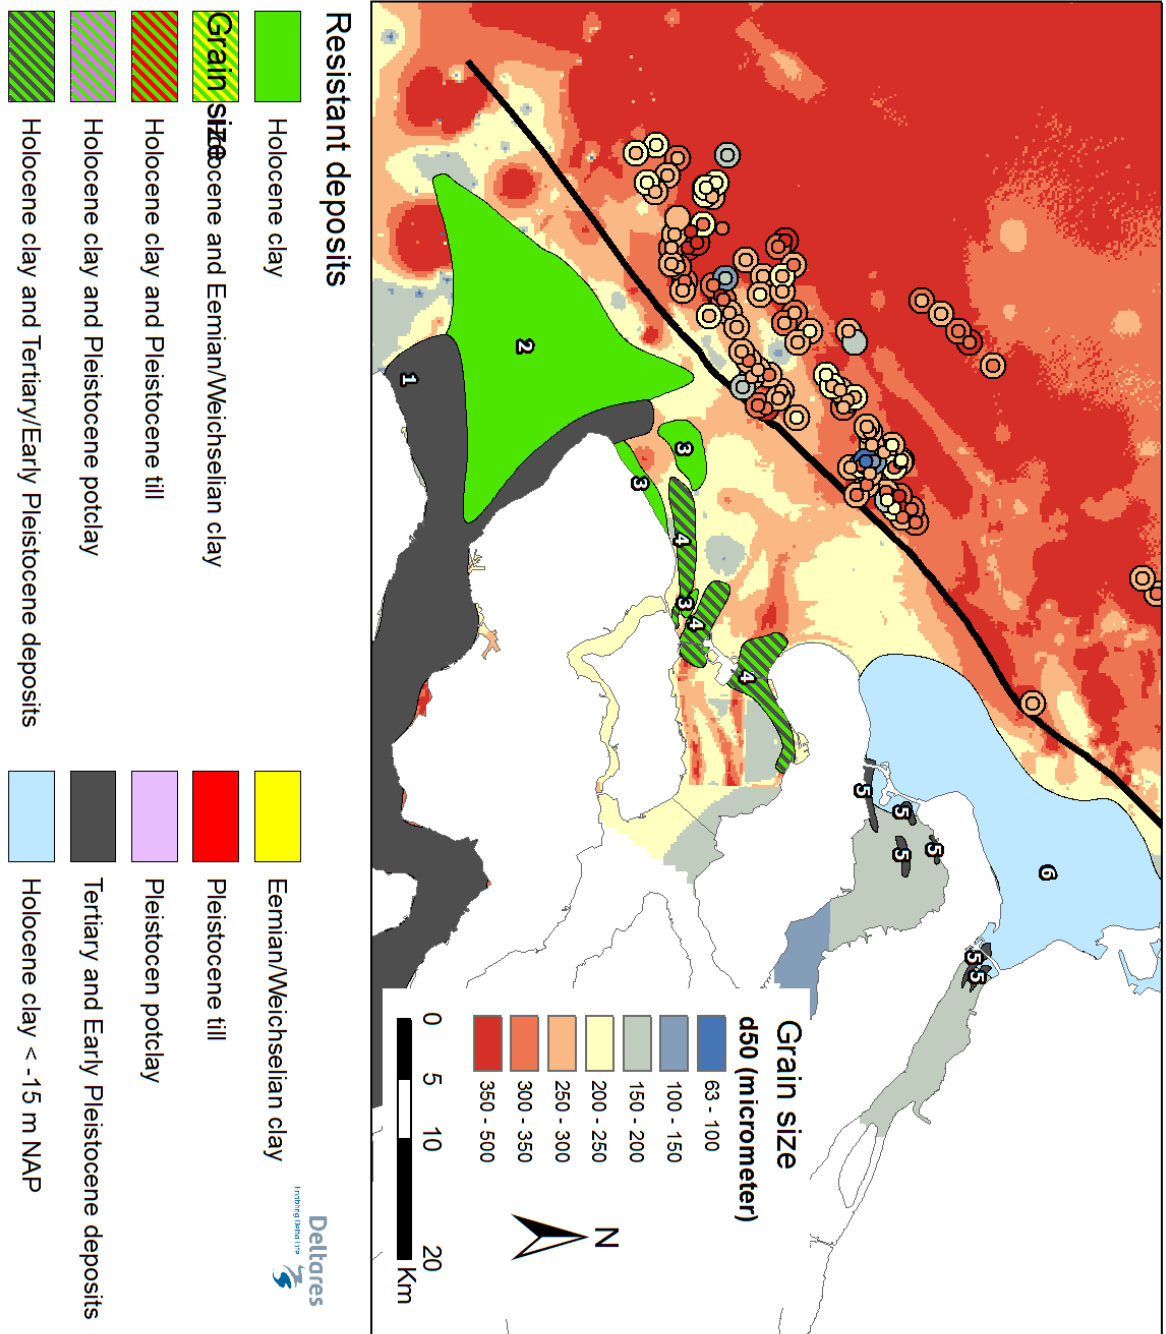 1
2
3
3
4
3
4
4
5
5
5
5
6
5
5
Grain size
d50 (micrometer)
63 - 100
100 - 150
150 - 200
200 - 250
250 - 300
300 - 350
350 - 500
N
0 5 10 20
Km
Resistant deposits
Holocene clay
Grain size
Holocene and Eemian/Weichselian clay
Holocene clay and Pleistocene till
Holocene clay and Pleistocene potclay
Holocene clay and Tertiary/Early Pleistocene deposits
Eemian/Weichselian clay
Pleistocene till
Pleistocen potclay
Tertiary and Early Pleistocene deposits
Holocene clay < -15 m NAP
Deltares
Enabling Delta Life